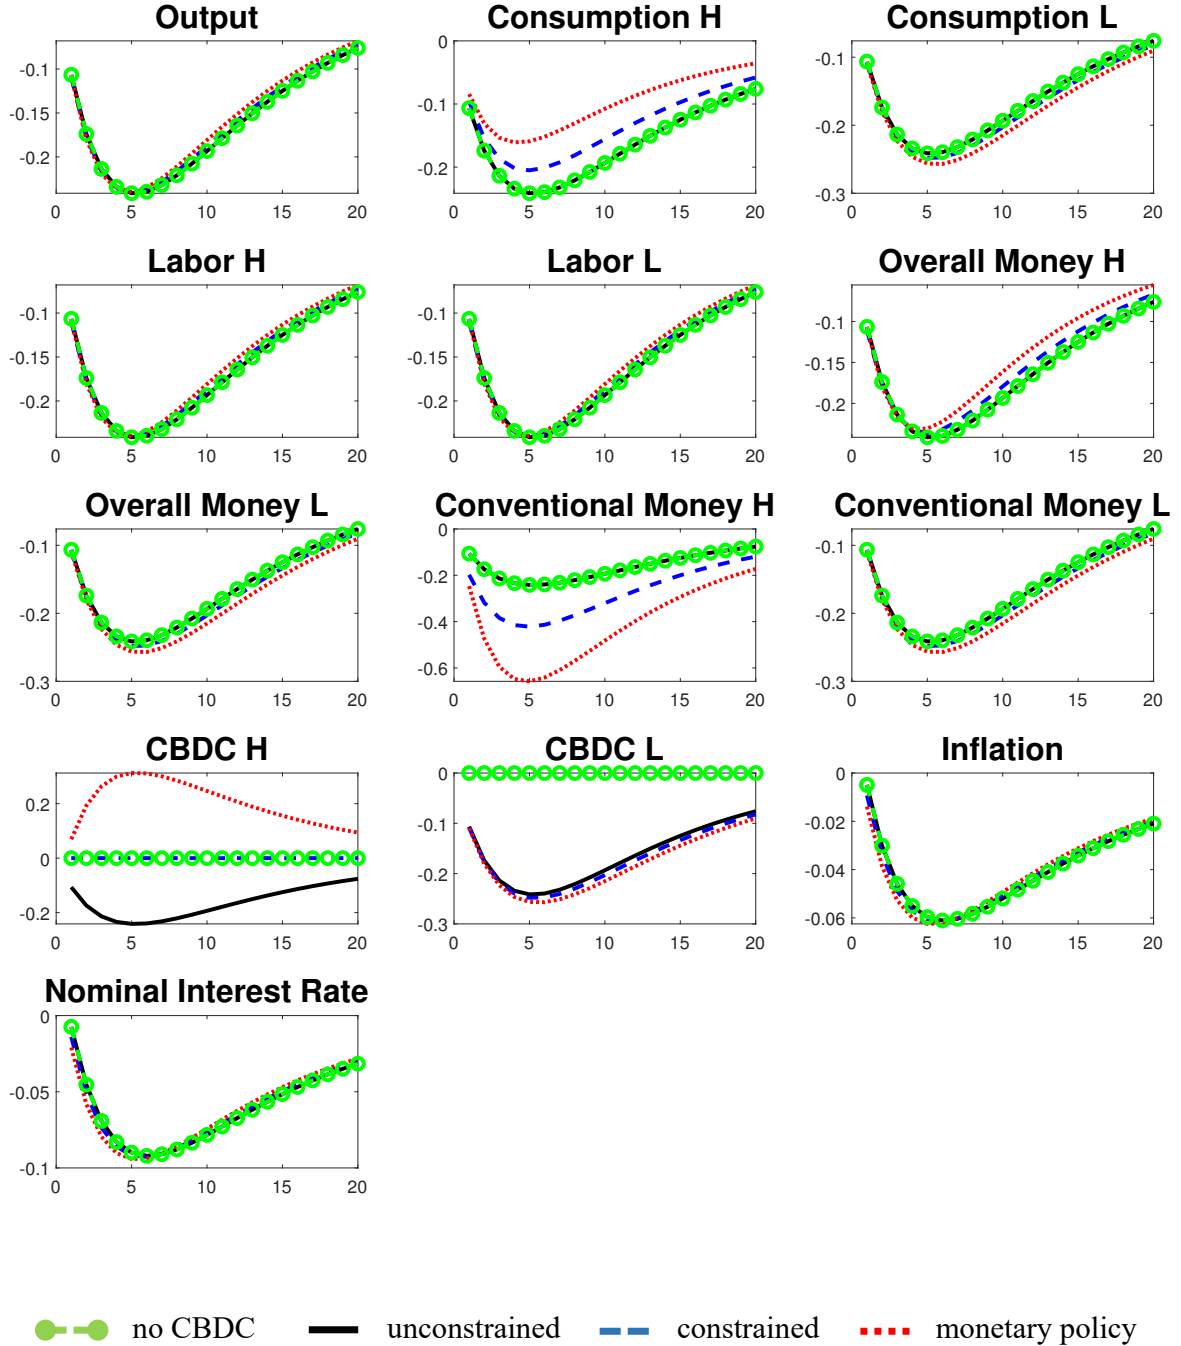 Output Consumption H Consumption L
-0.1 0 -0.1
-0.15 -0.1 -0.2
-0.2 -0.2 -0.3
0 5 10 15 20 0 5 10 15 20 0 5 10 15 20
Labor H Labor L Overall Money H
-0.1 -0.1 -0.1
-0.15 -0.15 -0.15
-0.2 -0.2 -0.2
0 5 10 15 20 0 5 10 15 20 0 5 10 15 20
Overall Money L Conventional Money H Conventional Money L
-0.1 0 -0.1
-0.2 -0.2 -0.2
-0.3 -0.4 -0.3
-0.6
0 5 10 15 20 0 5 10 15 20 0 5 10 15 20
CBDC H CBDC L Inflation
0.2 0 0
0 -0.1 -0.02
-0.2 -0.2 -0.04
-0.3 -0.06
0 5 10 15 20 0 5 10 15 20 0 5 10 15 20
Nominal Interest Rate
0
-0.05
-0.1
0 5 10 15 20
no CBDC unconstrained constrained monetary policy